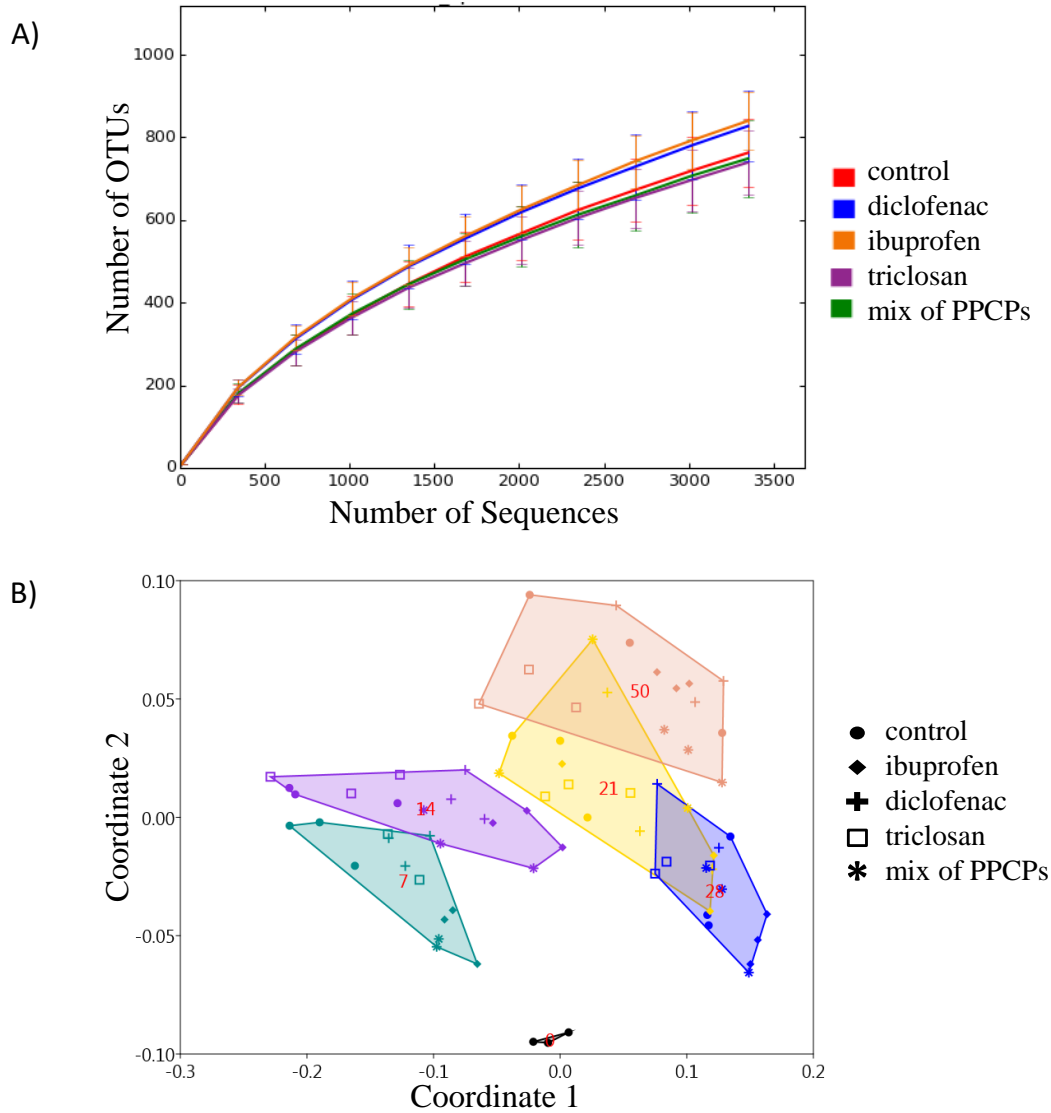 A)
Number of OTUs
1000
800
600
400
200
0
0 500 1000 1500 2000 2500 3000 3500
Number of Sequences
control
diclofenac
ibuprofen
triclosan
mix of PPCPs
B)
Coordinate 2
0.10
0.05
0.00
-0.05
-0.10
50
21
14
7
28
-0.3 -0.2 -0.1 0.0 0.1 0.2
Coordinate 1
control
ibuprofen
diclofenac
triclosan
mix of PPCPs